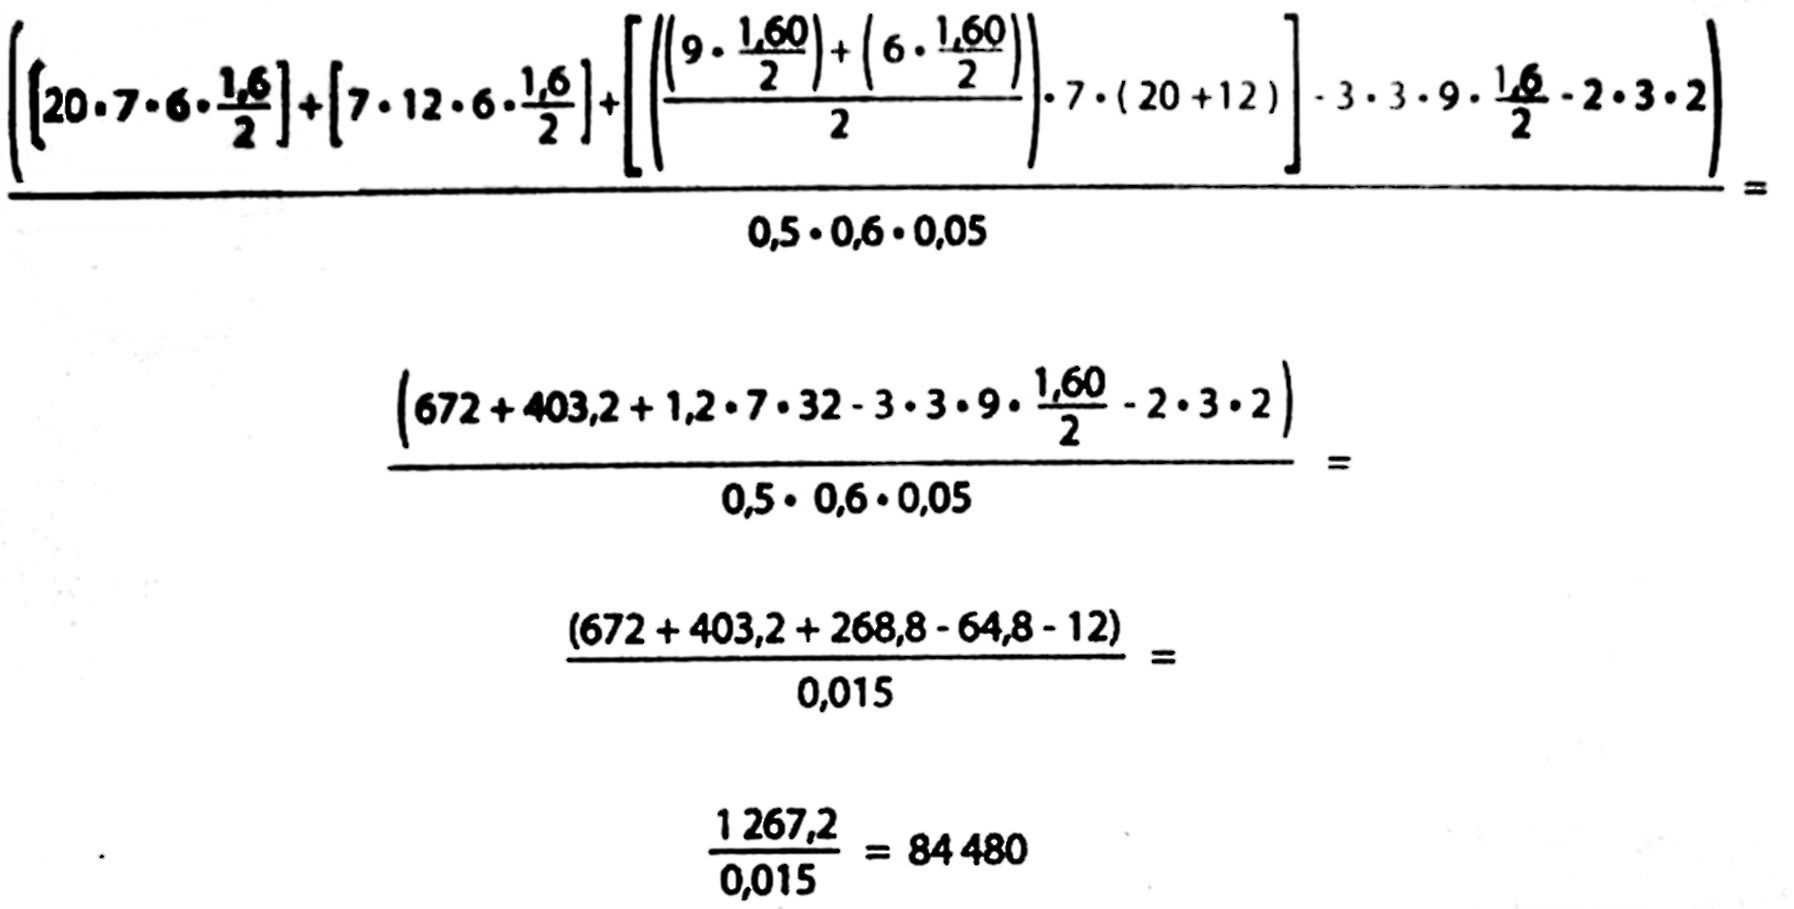 ([20 • 7 • 6 • 1,6/2] + [7 • 12 • 6 • 1,6/2] + [(((9 • 1,60/2) + (6 • 1,60/2))/2) • 7 • (20 + 12)] - 3 • 3 • 9 • 1,6/2 - 2 • 3 • 2) =
0,5 • 0,6 • 0,05
(672 + 403,2 + 1,2 • 7 • 32 - 3 • 3 • 9 • 1,60/2 - 2 • 3 • 2) =
0,5 • 0,6 • 0,05
(672 + 403,2 + 268,8 - 64,8 - 12) =
0,015
1 267,2
0,015 = 84 480